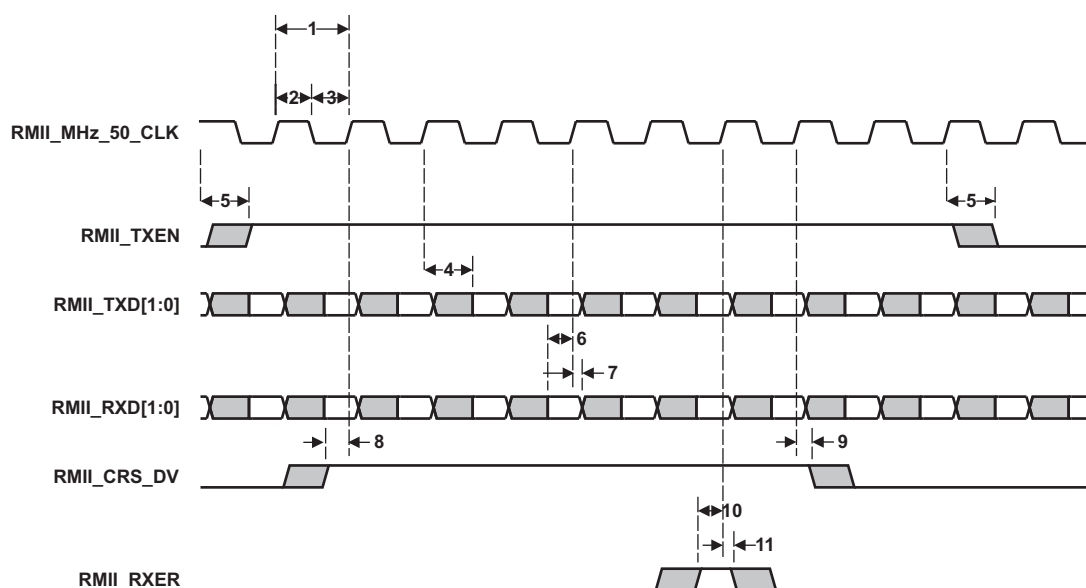 1
2
3
RMII_MHz_50_CLK
5
5
RMII_TXEN
4
RMII_TXD[1:0]
6
7
RMII_RXD[1:0]
8
9
RMII_CRS_DV
10
11
RMII_RXER